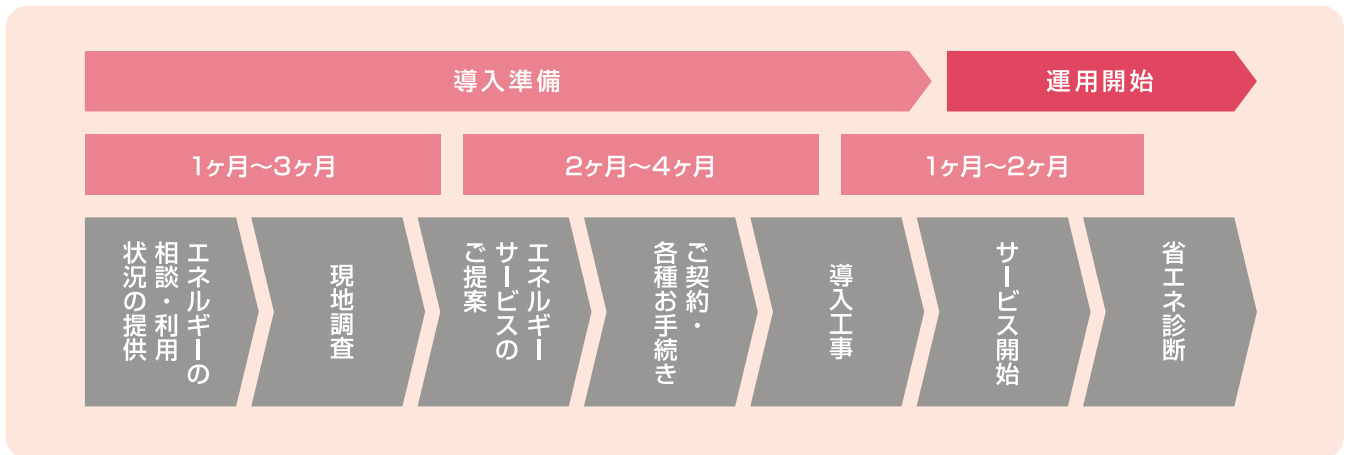 導入準備
運用開始
1ヶ月～3ヶ月
2ヶ月～4ヶ月
1ヶ月～2ヶ月
エネルギーの
相談・利用
状況の提供
現地調査
エネルギー
サービスの
ご提案
ご契約・
各種お手続き
導入工事
サービス開始
省エネ診断